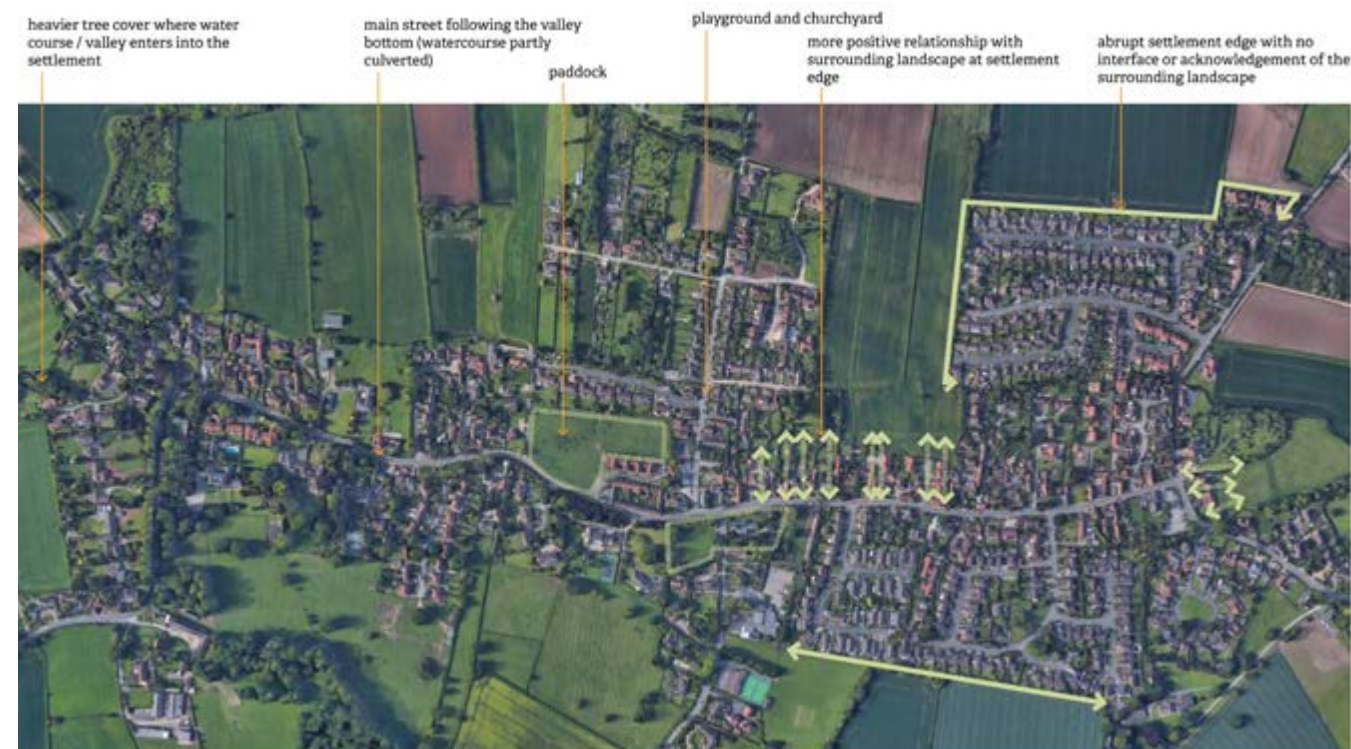 heavier tree cover where water
course / valley enters into the
settlement
main street following the valley
bottom (watercourse partly
culverted)
paddock
playground and churchyard
more positive relationship with
surrounding landscape at settlement
edge
abrupt settlement edge with no
interface or acknowledgement of the
surrounding landscape